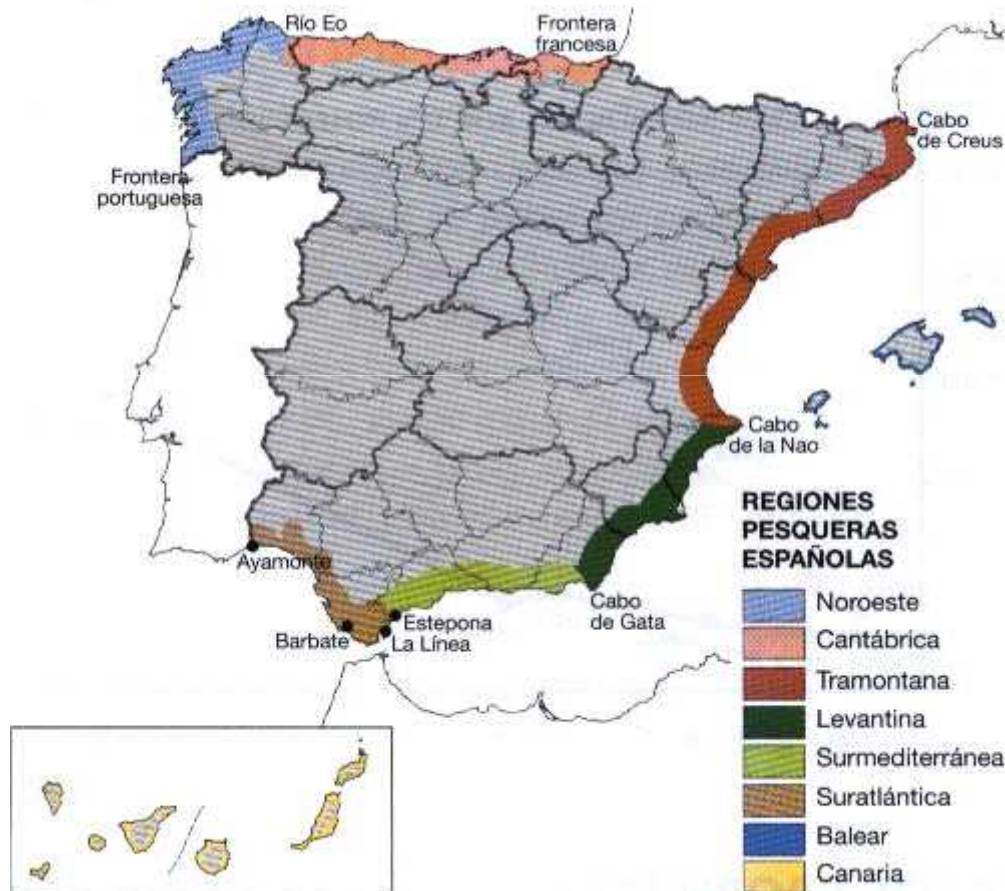 Río Eo
Frontera
francesa
Cabo
de Creus
Frontera
portuguesa
Cabo
de la Nao
Ayamonte
Barbate
Estepona
La Línea
Cabo
de Gata
REGIONES
PESQUERAS
ESPAÑOLAS
Noroeste
Cantábrica
Tramontana
Levantina
Surmediterránea
Suratlántica
Balear
Canaria